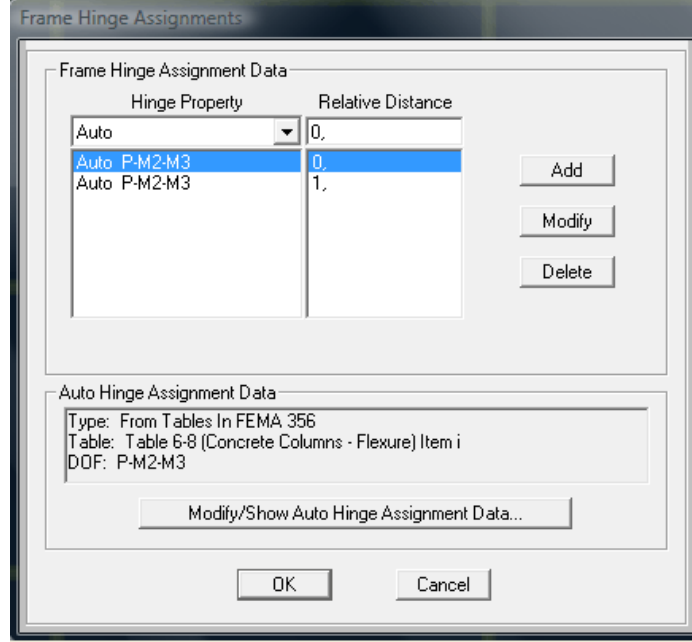 Frame Hinge Assignments
Frame Hinge Assignment Data
Hinge Property Relative Distance
Auto 0,
Auto P-M2-M3 0,
Auto P-M2-M3 1,
Add
Modify
Delete
Auto Hinge Assignment Data
Type: From Tables In FEMA 356
Table: Table 6-8 (Concrete Columns - Flexure) Item i
DOF: P-M2-M3
Modify/Show Auto Hinge Assignment Data...
OK Cancel